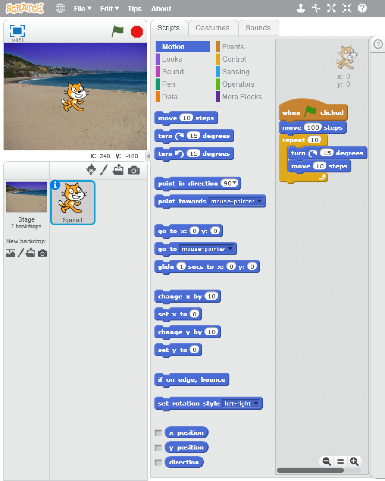 SCRATCH File Edit Tips About
v461
X: 240 Y: -180
Stage
2 backdrops
Sprite1
New backdrop:
Scripts Costumes Sounds
Motion
Looks
Sound
Pen
Data
Events
Control
Sensing
Operators
More Blocks
move 10 steps
turn 15 degrees
turn 15 degrees
point in direction 90
point towards mouse-pointer
go to x: 0 y: 0
go to mouse-pointer
glide 1 secs to x: 0 y: 0
change x by 10
set x to 0
change y by 10
set y to 0
if on edge, bounce
set rotation style left-right
x position
y position
direction
x: 0
y: 0
when clicked
move 100 steps
repeat 10
turn 15 degrees
move 10 steps